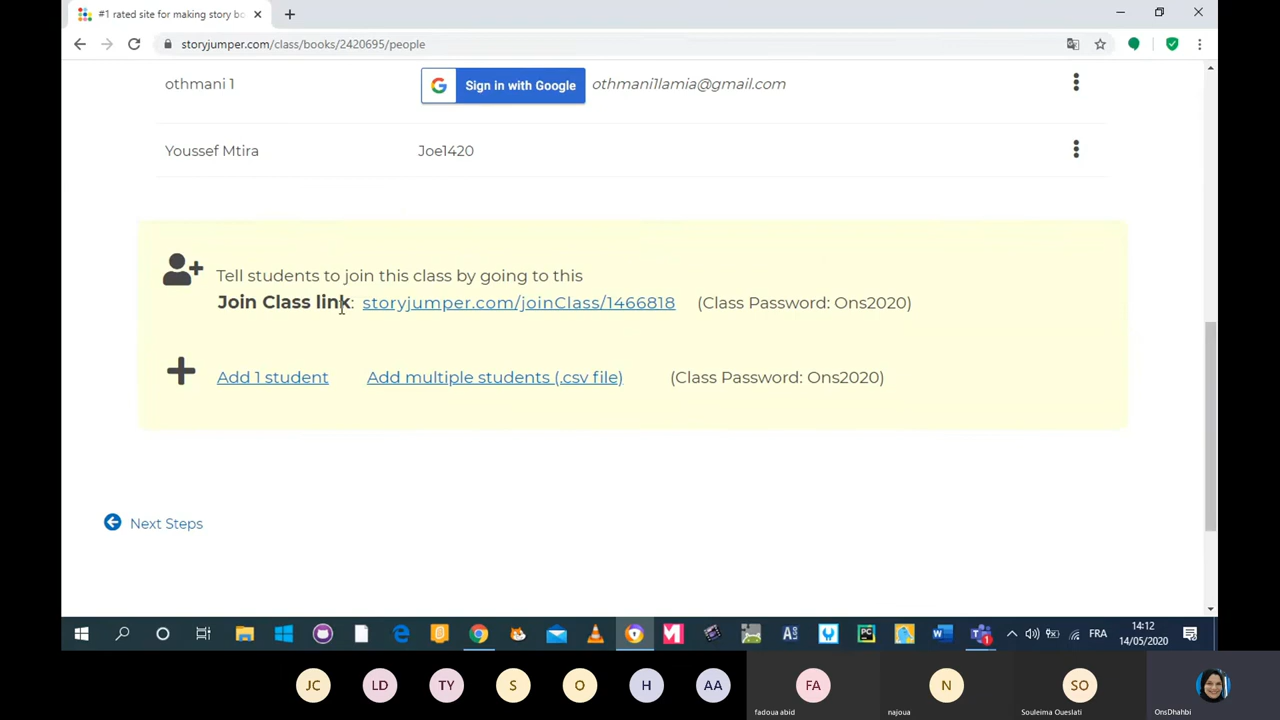 #1 rated site for making story bo
storyjumper.com/class/books/2420695/people
othmani 1
Sign in with Google
othmani1lamia@gmail.com
Youssef Mtira
Joe1420
Tell students to join this class by going to this
Join Class link: storyjumper.com/joinClass/1466818 (Class Password: Ons2020)
Add 1 student Add multiple students (.csv file) (Class Password: Ons2020)
Next Steps
FRA
14:12
14/05/2020
JC
LD
TY
S
O
H
AA
FA
N
SO
fadoua abid
najoua
Souleima Oueslati
OnsDhahbi